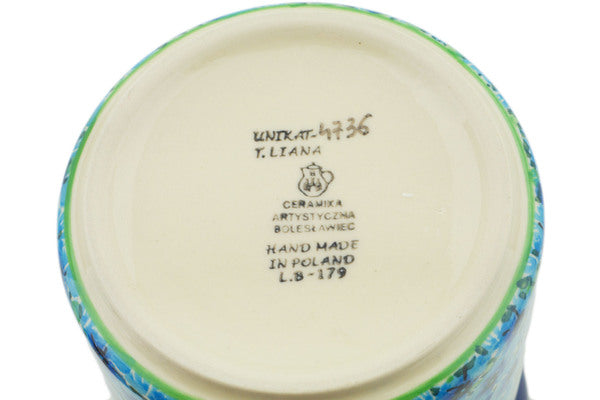 UNIKAT-4736
T. LIANA
CERAMIKA
ARTYSTYCZNA
BOLESŁAWIEC
HAND MADE
IN POLAND
L.B-179